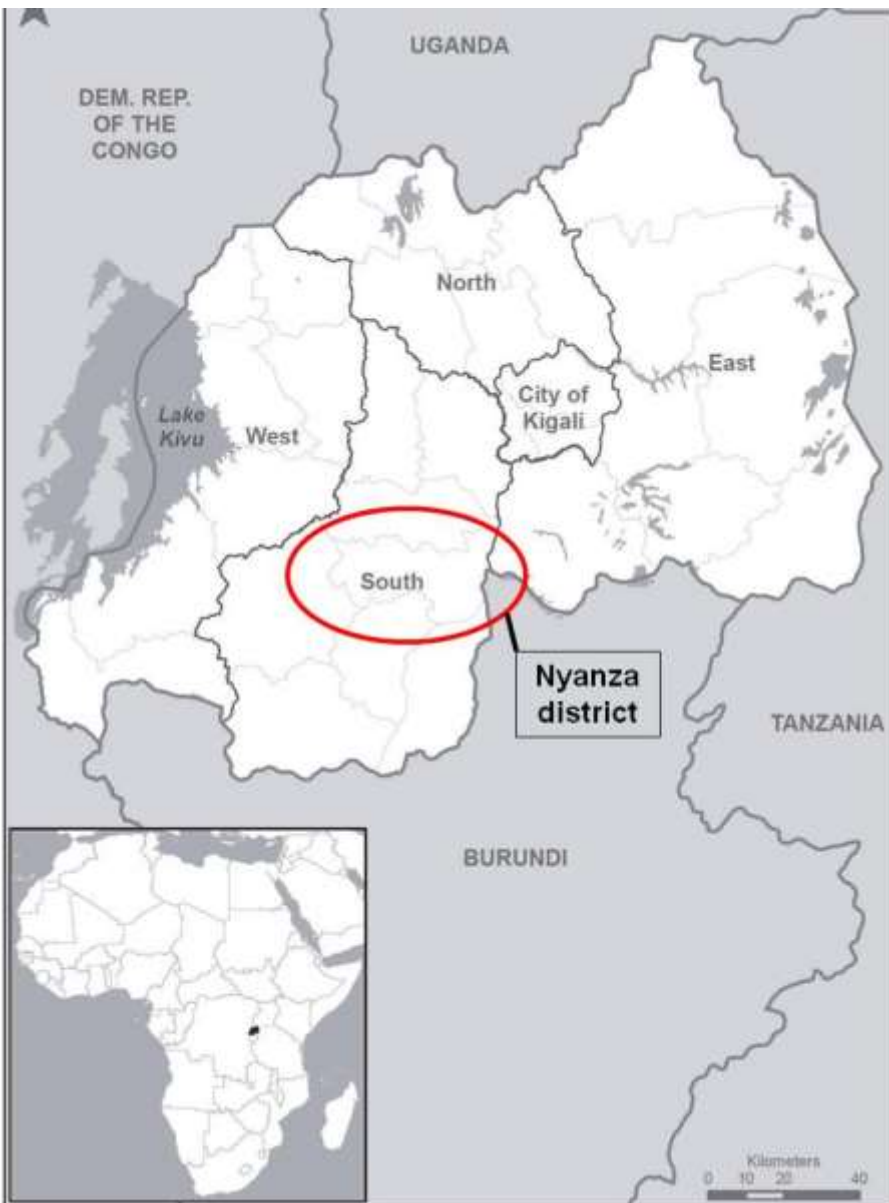 UGANDA
DEM. REP.
OF THE
CONGO
North
East
City of
Kigali
Lake
Kivu
West
South
Nyanza
district
TANZANIA
BURUNDI
Kilometers
0 10 20 40